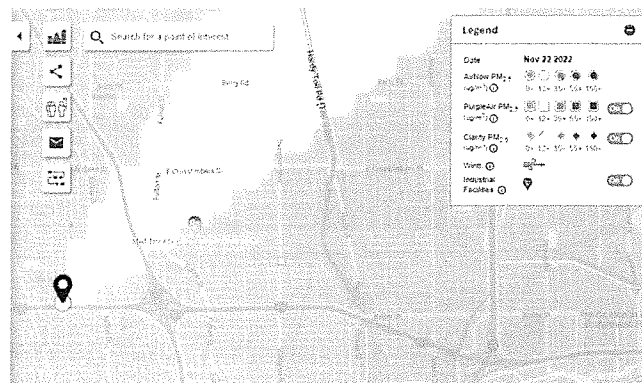 Search for a point of interest
Legend
Date Nov 22 2022
AirNow PM2.5
(ug/m³) 0+ 12+ 35+ 55+ 150+
PurpleAir PM2.5
(ug/m³) 0+ 12+ 35+ 55+ 150+
Clarity PM2.5
(ug/m³) 0+ 12+ 35+ 55+ 150+
Wind
Industrial
Facilities
Berry Rd